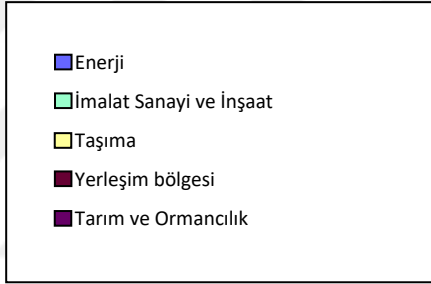 Enerji
İmalat Sanayi ve İnşaat
Taşıma
Yerleşim bölgesi
Tarım ve Ormancılık